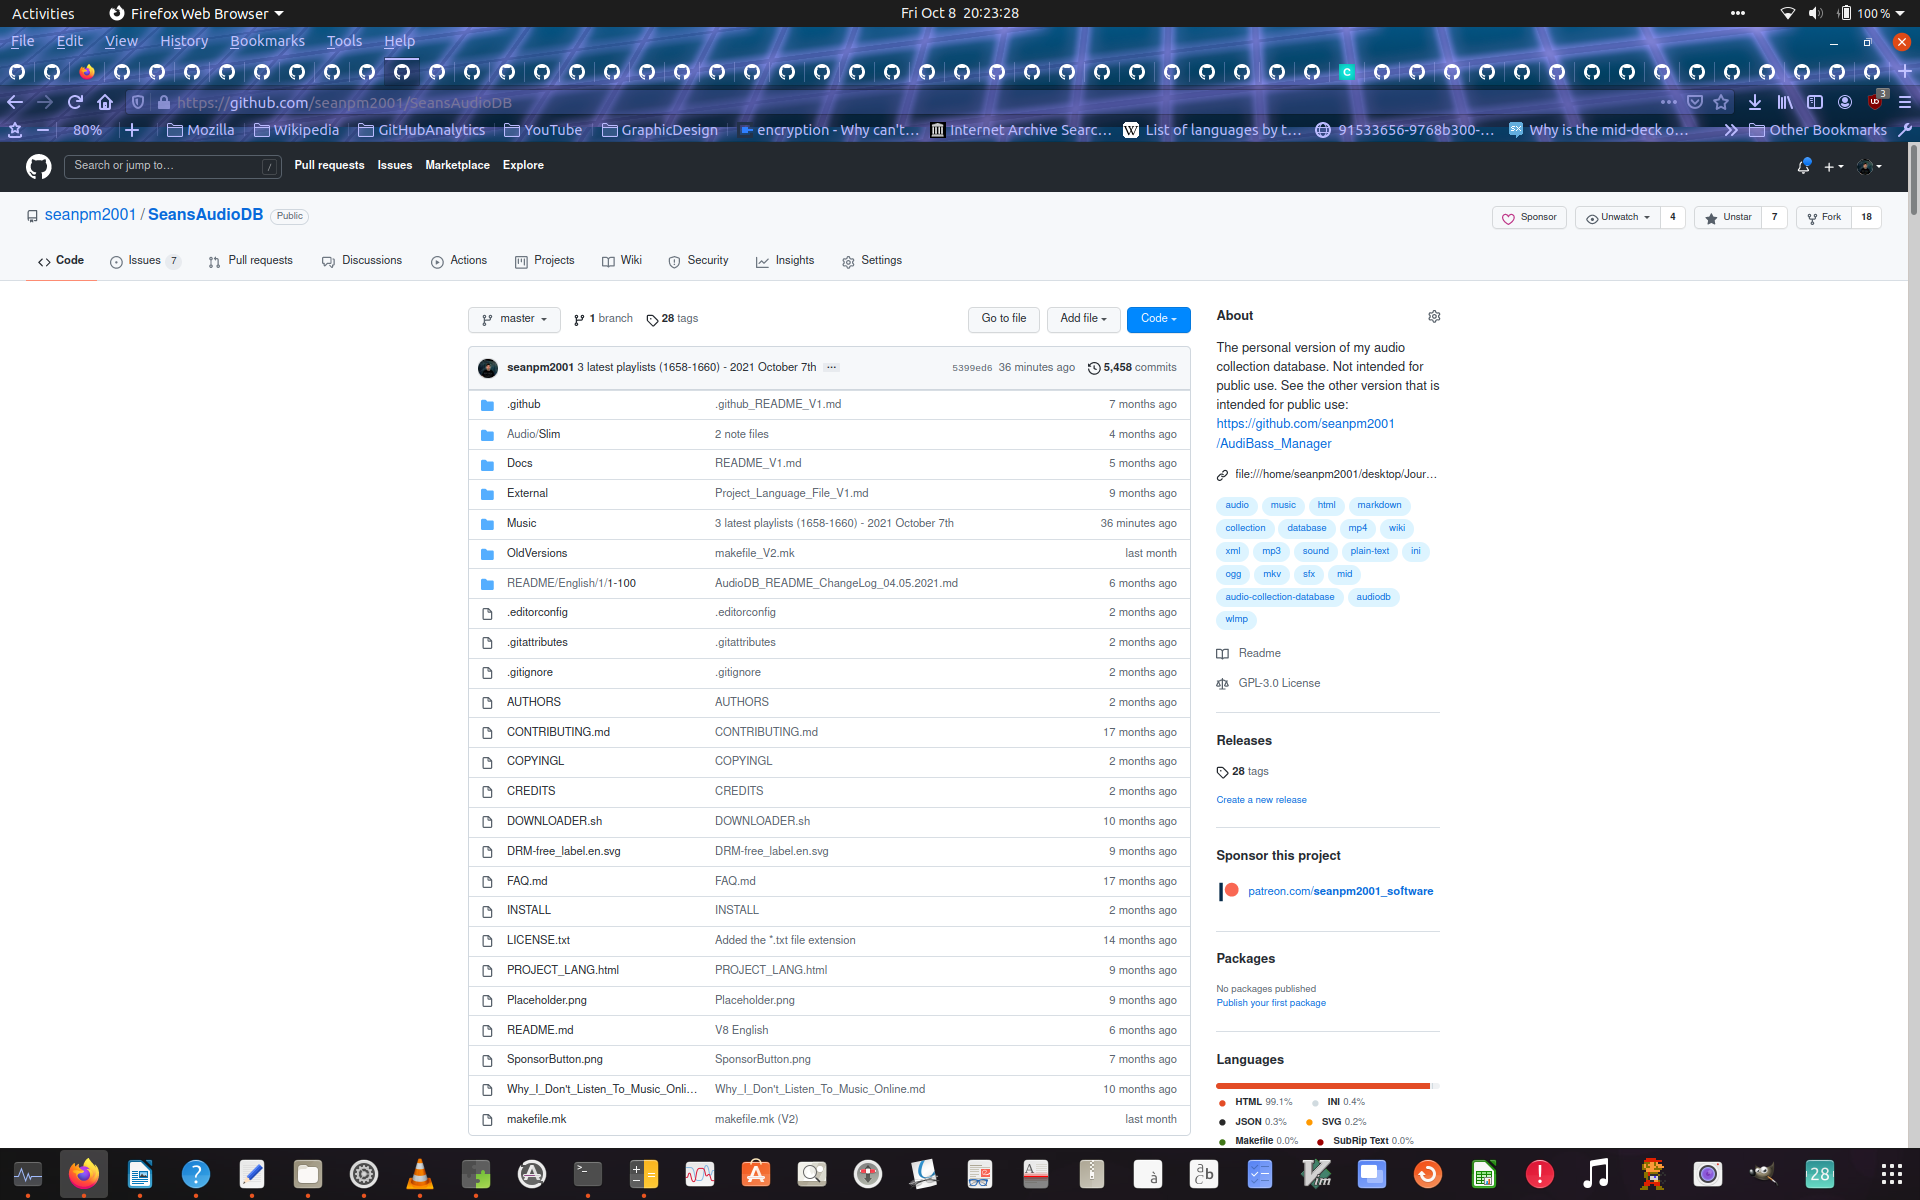 Activities Firefox Web Browser Fri Oct 8 20:23:28 100 %
File Edit View History Bookmarks Tools Help
https://github.com/seanpm2001/SeansAudioDB 3
80% Mozilla Wikipedia GitHubAnalytics YouTube GraphicDesign encryption - Why can't… Internet Archive Searc… List of languages by t… 91533656-9768b300-… Why is the mid-deck o… Other Bookmarks
Search or jump to… / Pull requests Issues Marketplace Explore
seanpm2001 / SeansAudioDB Public Sponsor Unwatch 4 Unstar 7 Fork 18
Code Issues 7 Pull requests Discussions Actions Projects Wiki Security Insights Settings
master 1 branch 28 tags Go to file Add file Code
seanpm2001 3 latest playlists (1658-1660) - 2021 October 7th … 5399ed6 36 minutes ago 5,458 commits
.github .github_README_V1.md 7 months ago
Audio/Slim 2 note files 4 months ago
Docs README_V1.md 5 months ago
External Project_Language_File_V1.md 9 months ago
Music 3 latest playlists (1658-1660) - 2021 October 7th 36 minutes ago
OldVersions makefile_V2.mk last month
README/English/1/1-100 AudioDB_README_ChangeLog_04.05.2021.md 6 months ago
.editorconfig .editorconfig 2 months ago
.gitattributes .gitattributes 2 months ago
.gitignore .gitignore 2 months ago
AUTHORS AUTHORS 2 months ago
CONTRIBUTING.md CONTRIBUTING.md 17 months ago
COPYINGL COPYINGL 2 months ago
CREDITS CREDITS 2 months ago
DOWNLOADER.sh DOWNLOADER.sh 10 months ago
DRM-free_label.en.svg DRM-free_label.en.svg 9 months ago
FAQ.md FAQ.md 17 months ago
INSTALL INSTALL 2 months ago
LICENSE.txt Added the *.txt file extension 14 months ago
PROJECT_LANG.html PROJECT_LANG.html 9 months ago
Placeholder.png Placeholder.png 9 months ago
README.md V8 English 6 months ago
SponsorButton.png SponsorButton.png 7 months ago
Why_I_Don't_Listen_To_Music_Onli… Why_I_Don't_Listen_To_Music_Online.md 10 months ago
makefile.mk makefile.mk (V2) last month
About
The personal version of my audio
collection database. Not intended for
public use. See the other version that is
intended for public use:
https://github.com/seanpm2001
/AudiBass_Manager
file:///home/seanpm2001/desktop/Jour…
audio music html markdown
collection database mp4 wiki
xml mp3 sound plain-text ini
ogg mkv sfx mid
audio-collection-database audiodb
wlmp
Readme
GPL-3.0 License
Releases
28 tags
Create a new release
Sponsor this project
patreon.com/seanpm2001_software
Packages
No packages published
Publish your first package
Languages
HTML 99.1% INI 0.4%
JSON 0.3% SVG 0.2%
Makefile 0.0% SubRip Text 0.0%
28